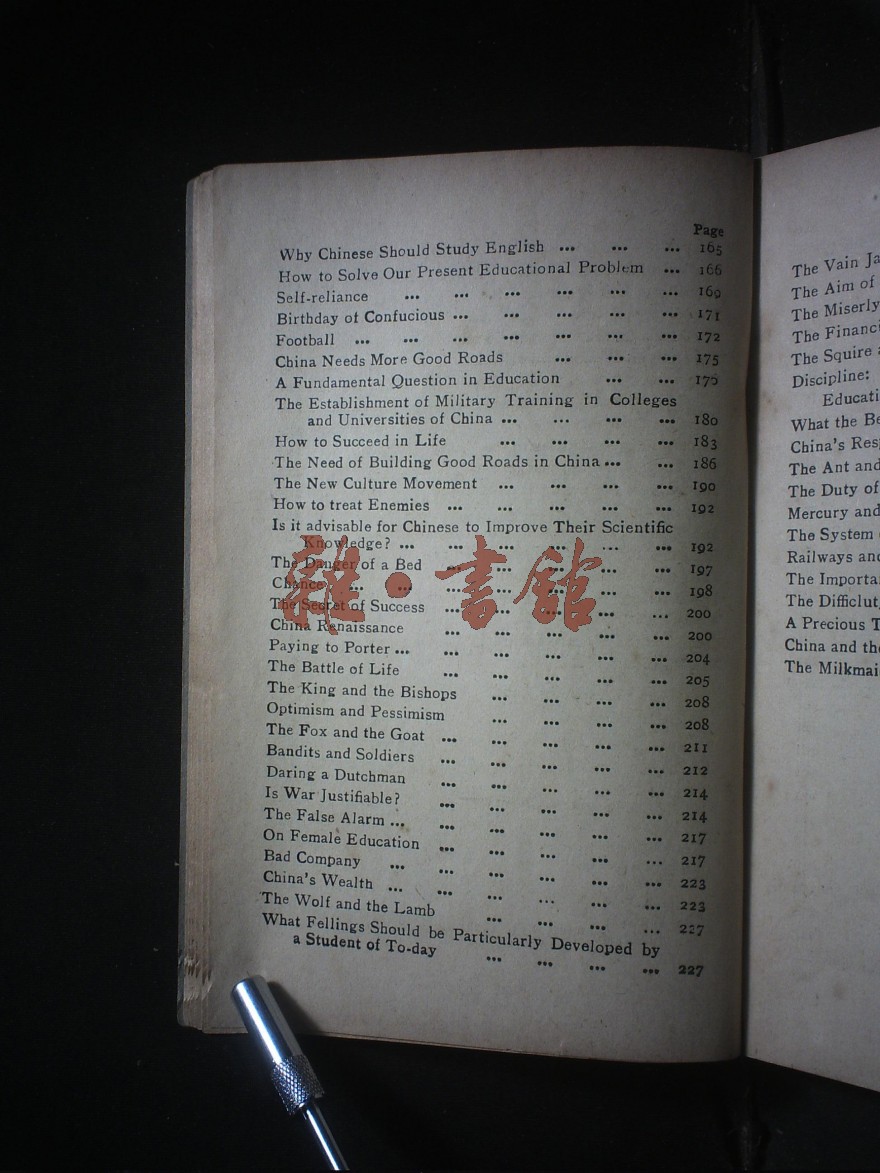 Page
Why Chinese Should Study English ... ... ... 165
How to Solve Our Present Educational Problem ... 166
Self-reliance ... ... ... ... ... ... 169
Birthday of Confucious ... ... ... ... ... 171
Football ... ... ... ... ... ... ... 172
China Needs More Good Roads ... ... ... 175
A Fundamental Question in Education ... ... 176
The Establishment of Military Training in Colleges
and Universities of China ... ... ... ... 180
How to Succeed in Life ... ... ... ... 183
The Need of Building Good Roads in China ... ... 186
The New Culture Movement ... ... ... ... 190
How to treat Enemies ... ... ... ... ... 192
Is it advisable for Chinese to Improve Their Scientific
Knowledge? ... ... ... ... ... ... 192
The Danger of a Bed ... ... ... ... ... 197
Chance ... ... ... ... ... ... ... 198
The Secret of Success ... ... ... ... ... 200
China Renaissance ... ... ... ... ... 200
Paying to Porter ... ... ... ... ... ... 204
The Battle of Life ... ... ... ... ... 205
The King and the Bishops ... ... ... ... 208
Optimism and Pessimism ... ... ... ... 208
The Fox and the Goat ... ... ... ... ... 211
Bandits and Soldiers ... ... ... ... ... 212
Daring a Dutchman ... ... ... ... ... 214
Is War Justifiable? ... ... ... ... ... 214
The False Alarm ... ... ... ... ... ... 217
On Female Education ... ... ... ... ... 217
Bad Company ... ... ... ... ... ... 223
China's Wealth ... ... ... ... ... ... 223
The Wolf and the Lamb ... ... ... ... 227
What Fellings Should be Particularly Developed by
a Student of To-day ... ... ... ... 227
雜·書館
The Vain Ja
The Aim of
The Miserly
The Financi
The Squire
Discipline:
Educati
What the Be
China's Res
The Ant and
The Duty of
Mercury and
The System
Railways and
The Importa
The Difficlut
A Precious T
China and the
The Milkmai